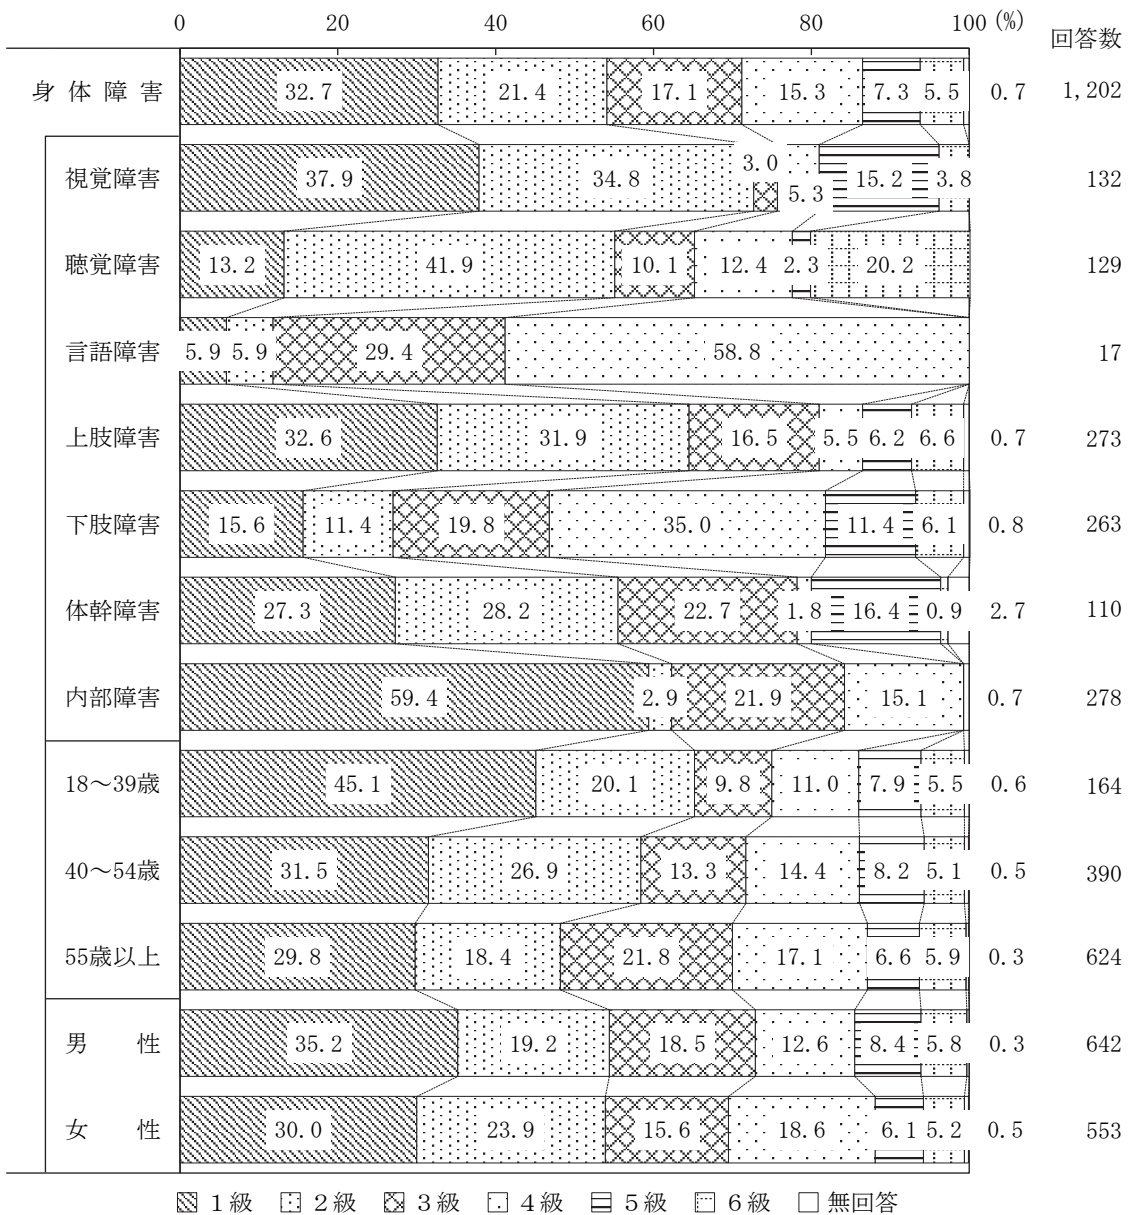 0 20 40 60 80 100 (%) 回答数
身体障害 32.7 21.4 17.1 15.3 7.3 5.5 0.7 1,202
視覚障害 37.9 34.8 3.0 5.3 15.2 3.8 132
聴覚障害 13.2 41.9 10.1 12.4 2.3 20.2 129
言語障害 5.9 5.9 29.4 58.8 17
上肢障害 32.6 31.9 16.5 5.5 6.2 6.6 0.7 273
下肢障害 15.6 11.4 19.8 35.0 11.4 6.1 0.8 263
体幹障害 27.3 28.2 22.7 1.8 16.4 0.9 2.7 110
内部障害 59.4 2.9 21.9 15.1 0.7 278
18～39歳 45.1 20.1 9.8 11.0 7.9 5.5 0.6 164
40～54歳 31.5 26.9 13.3 14.4 8.2 5.1 0.5 390
55歳以上 29.8 18.4 21.8 17.1 6.6 5.9 0.3 624
男性 35.2 19.2 18.5 12.6 8.4 5.8 0.3 642
女性 30.0 23.9 15.6 18.6 6.1 5.2 0.5 553
1級 2級 3級 4級 5級 6級 無回答